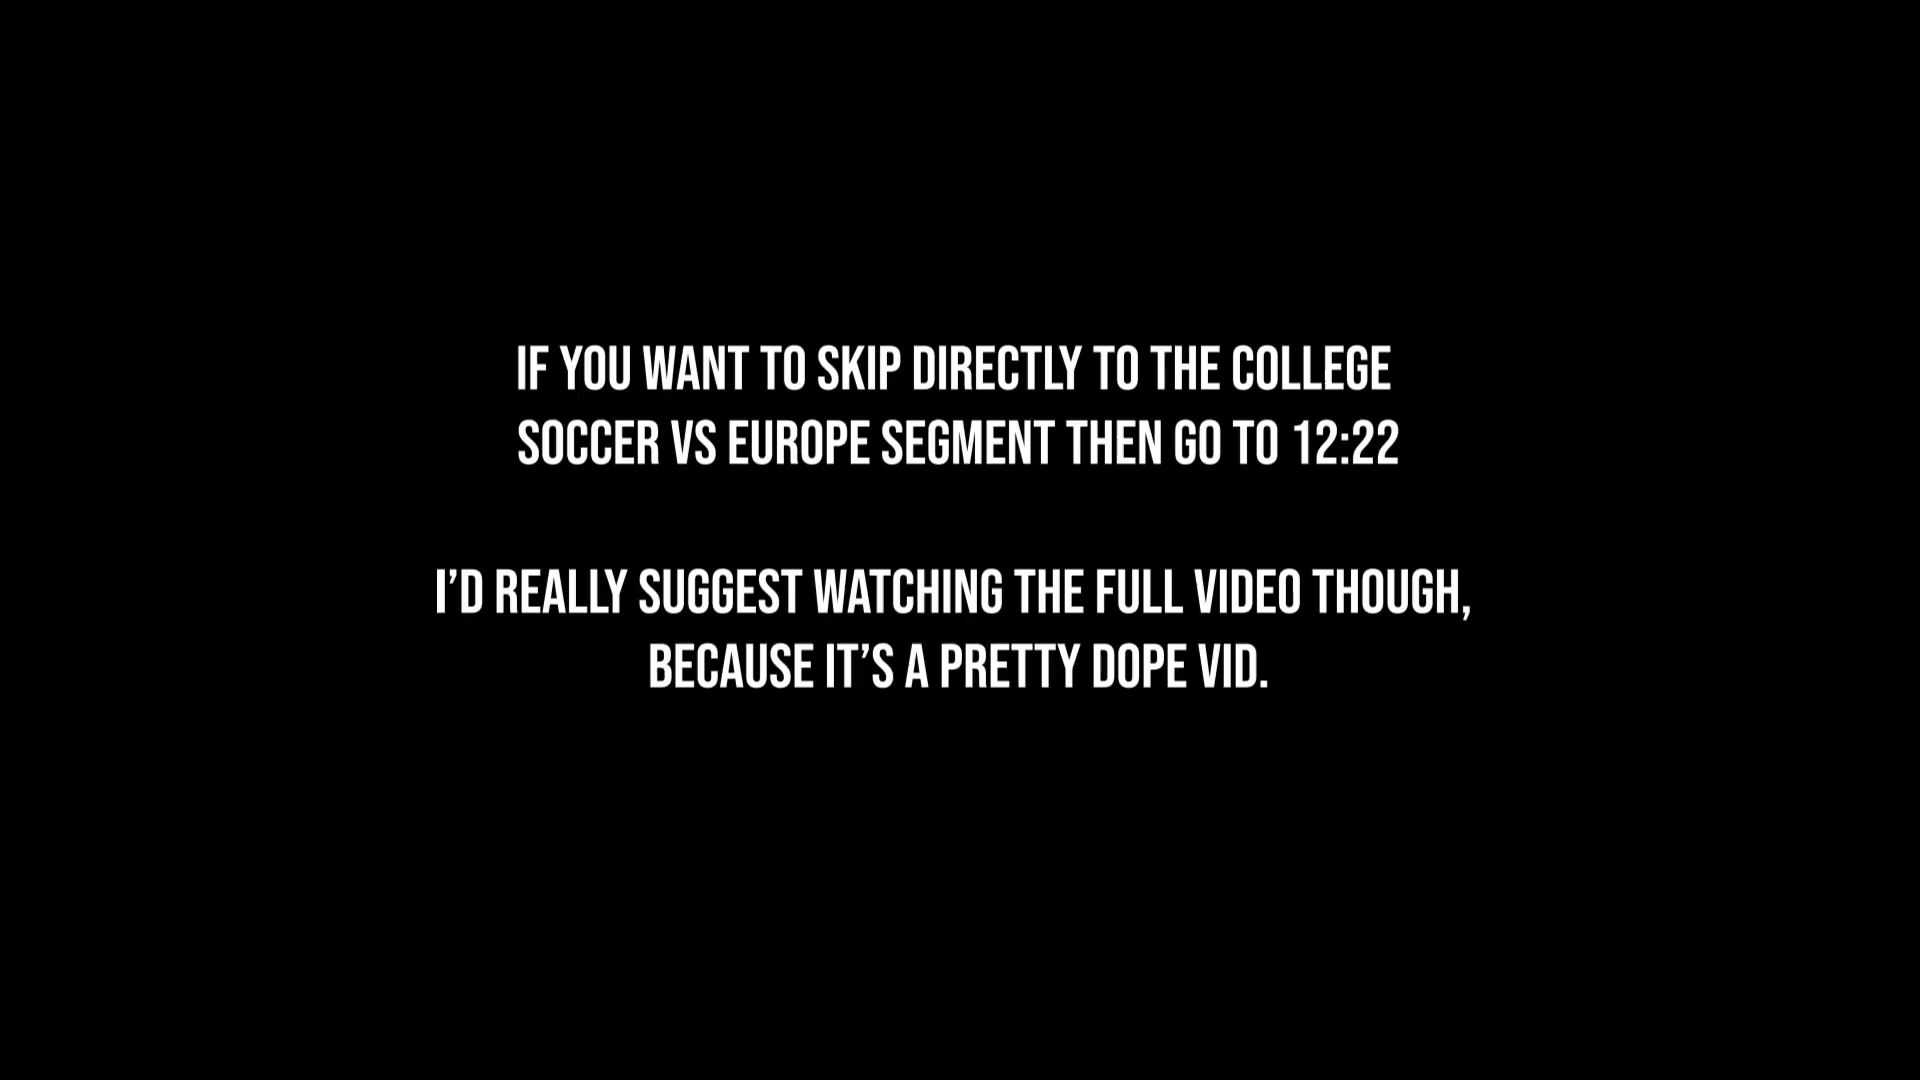 IF YOU WANT TO SKIP DIRECTLY TO THE COLLEGE
SOCCER VS EUROPE SEGMENT THEN GO TO 12:22
I’D REALLY SUGGEST WATCHING THE FULL VIDEO THOUGH,
BECAUSE IT’S A PRETTY DOPE VID.